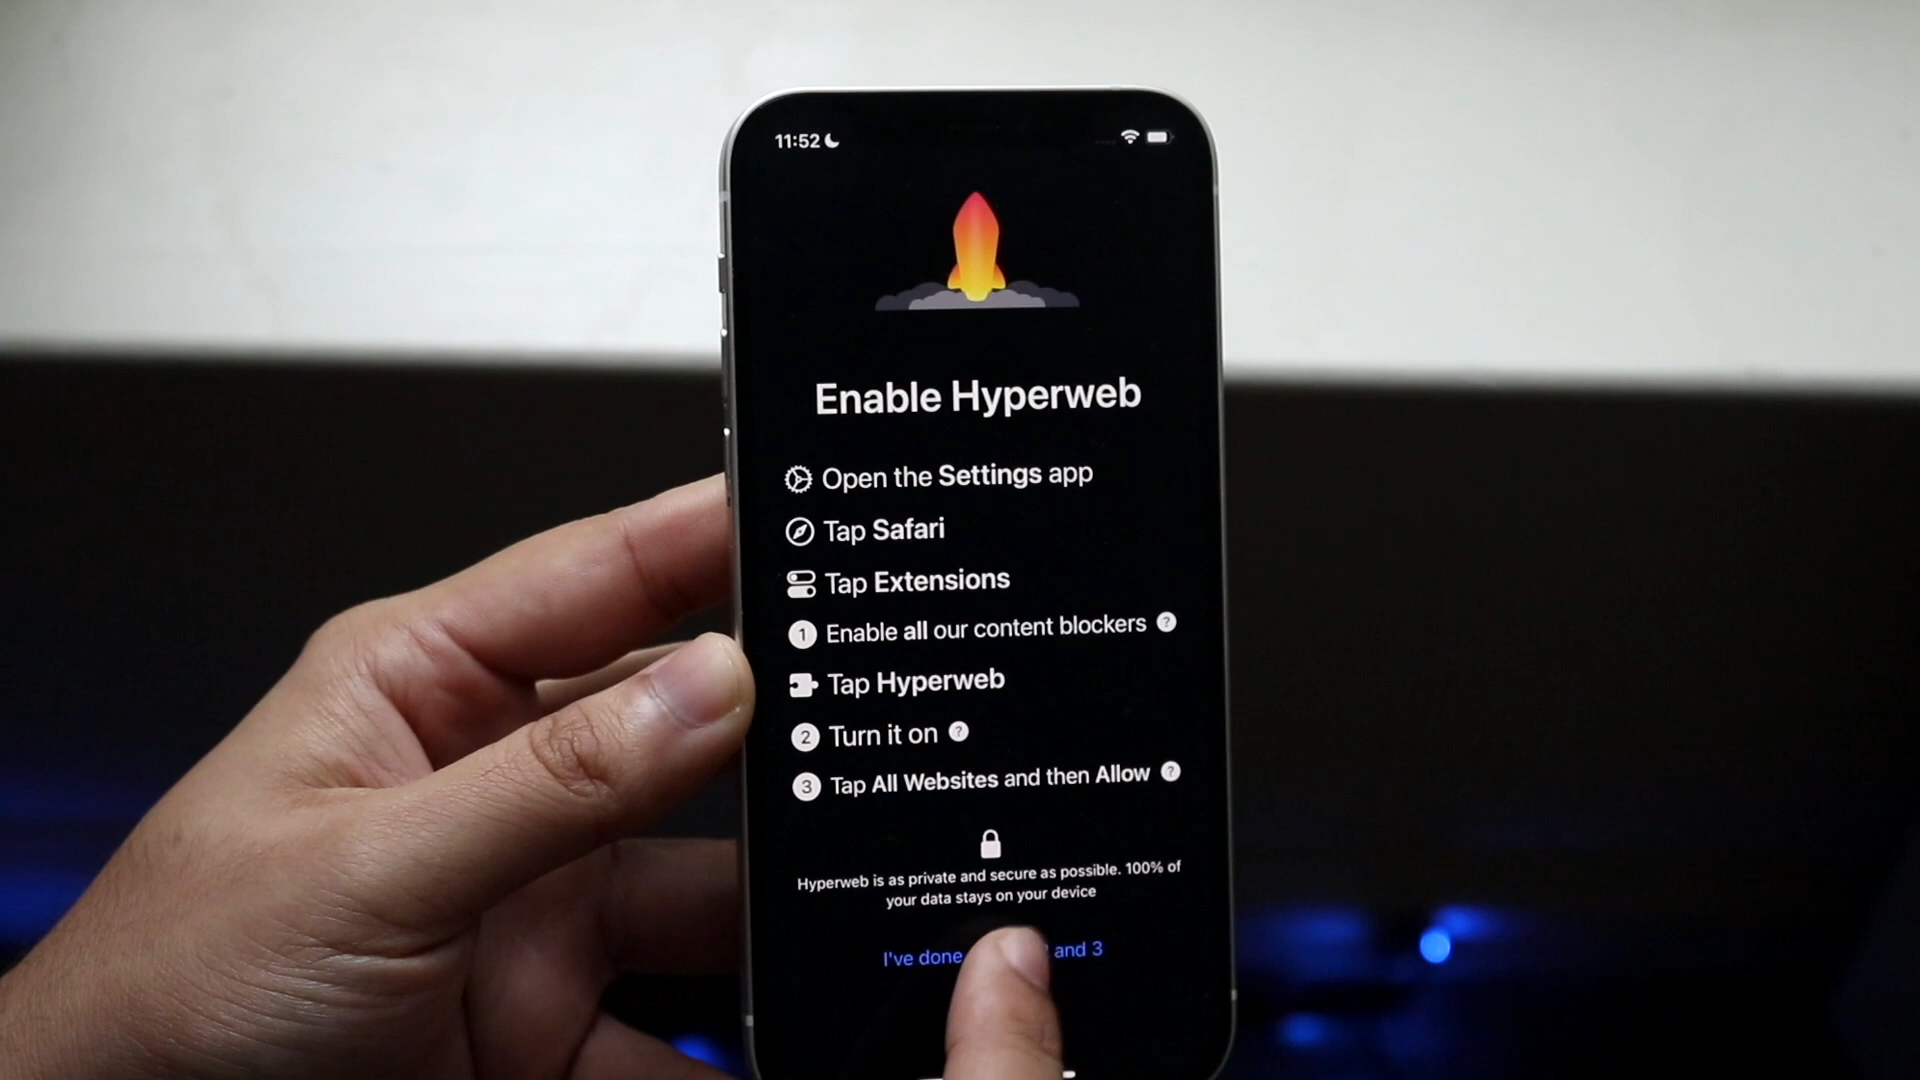 11:52
Enable Hyperweb
Open the Settings app
Tap Safari
Tap Extensions
1 Enable all our content blockers ?
Tap Hyperweb
2 Turn it on ?
3 Tap All Websites and then Allow ?
Hyperweb is as private and secure as possible. 100% of
your data stays on your device
I've done and 3